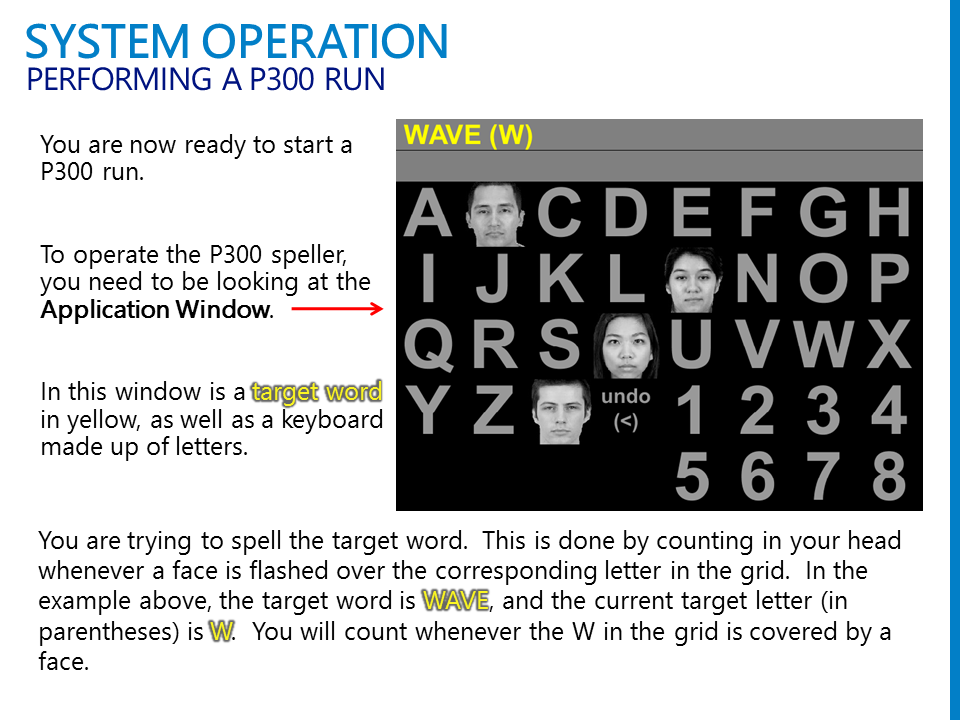 SYSTEM OPERATION
PERFORMING A P300 RUN
You are now ready to start a
P300 run.
To operate the P300 speller,
you need to be looking at the
Application Window.
In this window is a target word
in yellow, as well as a keyboard
made up of letters.
WAVE (W)
A C D E F G H
I J K L N O P
Q R S U V W X
Y Z undo (<) 1 2 3 4
5 6 7 8
You are trying to spell the target word.  This is done by counting in your head
whenever a face is flashed over the corresponding letter in the grid.  In the
example above, the target word is WAVE, and the current target letter (in
parentheses) is W.  You will count whenever the W in the grid is covered by a
face.